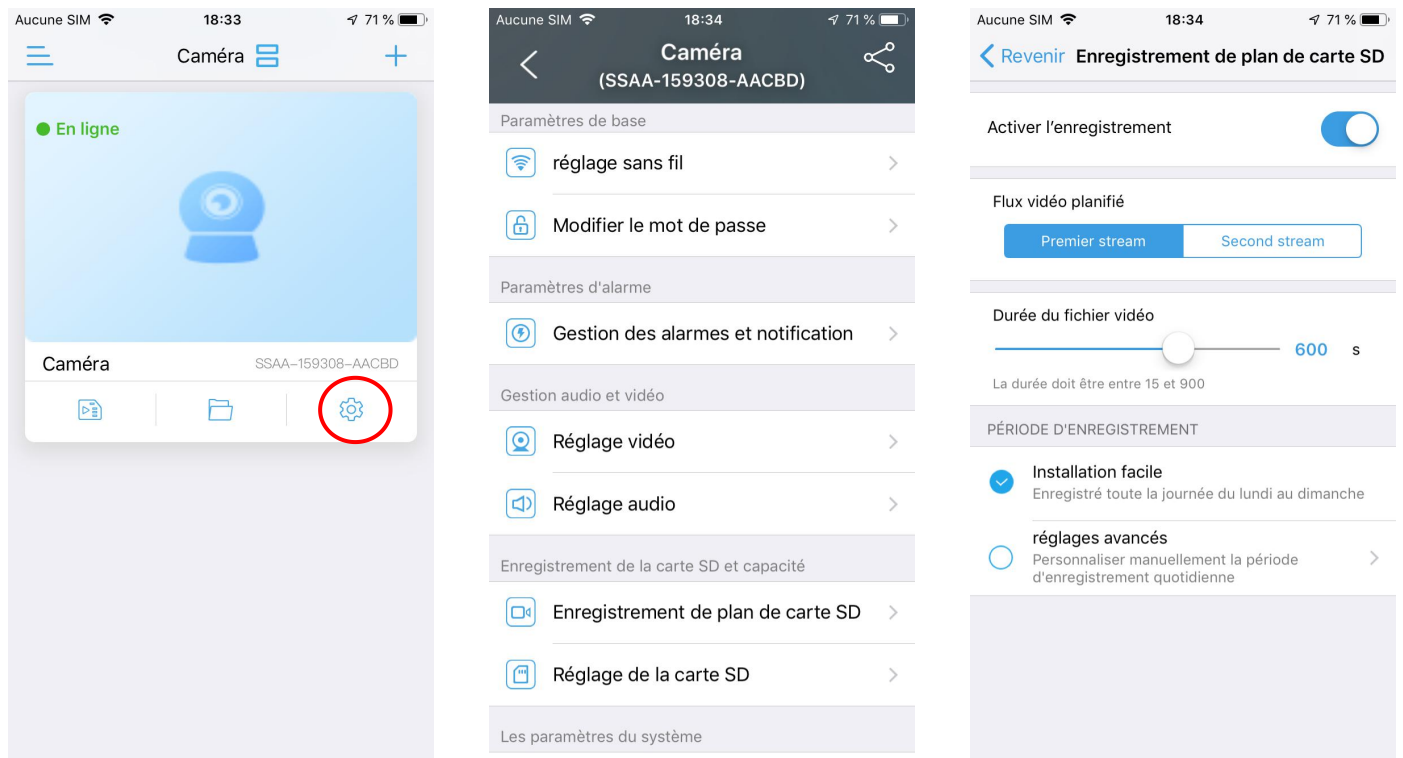 Aucune SIM 18:33 71 %
Caméra
En ligne
Caméra SSAA-159308-AACBD
Aucune SIM 18:34 71 %
Caméra
(SSAA-159308-AACBD)
Paramètres de base
réglage sans fil
Modifier le mot de passe
Paramètres d'alarme
Gestion des alarmes et notification
Gestion audio et vidéo
Réglage vidéo
Réglage audio
Enregistrement de la carte SD et capacité
Enregistrement de plan de carte SD
Réglage de la carte SD
Les paramètres du système
Aucune SIM 18:34 71 %
Revenir Enregistrement de plan de carte SD
Activer l’enregistrement
Flux vidéo planifié
Premier stream Second stream
Durée du fichier vidéo
600 s
La durée doit être entre 15 et 900
PÉRIODE D'ENREGISTREMENT
Installation facile
Enregistré toute la journée du lundi au dimanche
réglages avancés
Personnaliser manuellement la période
d'enregistrement quotidienne